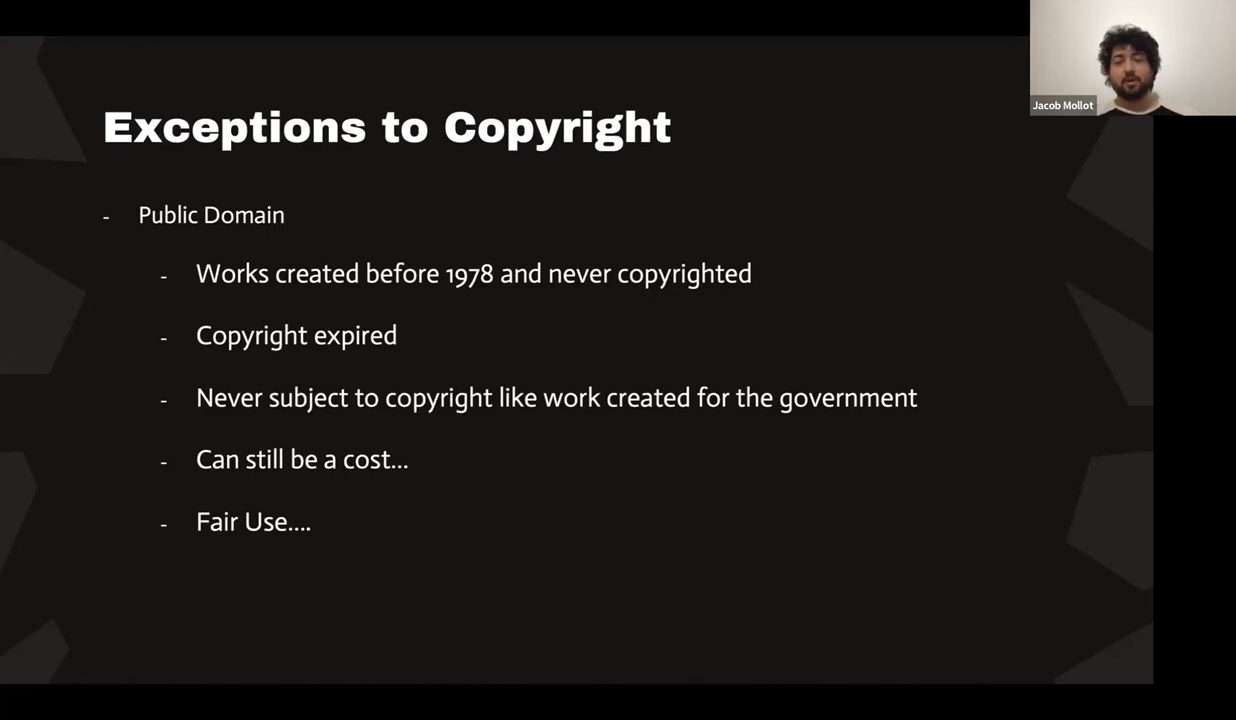 Exceptions to Copyright
- Public Domain
- Works created before 1978 and never copyrighted
- Copyright expired
- Never subject to copyright like work created for the government
- Can still be a cost...
- Fair Use....
Jacob Mollot